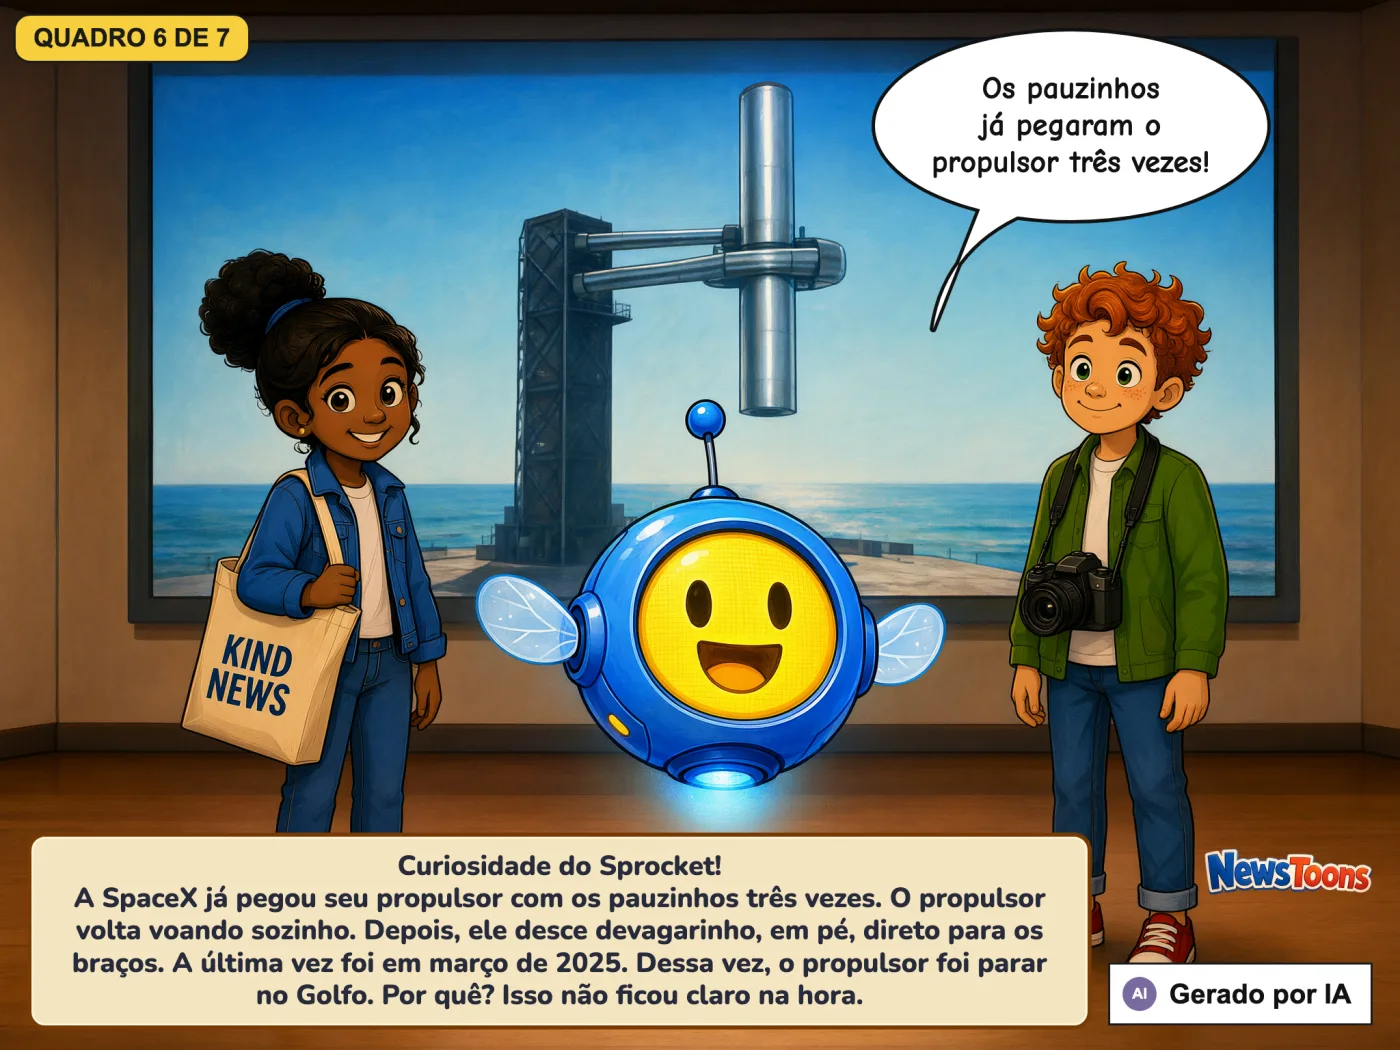 QUADRO 6 DE 7
Os pauzinhos
já pegaram o
propulsor três vezes!
KIND
NEWS
Curiosidade do Sprocket!
A SpaceX já pegou seu propulsor com os pauzinhos três vezes. O propulsor
volta voando sozinho. Depois, ele desce devagarinho, em pé, direto para os
braços. A última vez foi em março de 2025. Dessa vez, o propulsor foi parar
no Golfo. Por quê? Isso não ficou claro na hora.
NewsToons
AI Gerado por IA